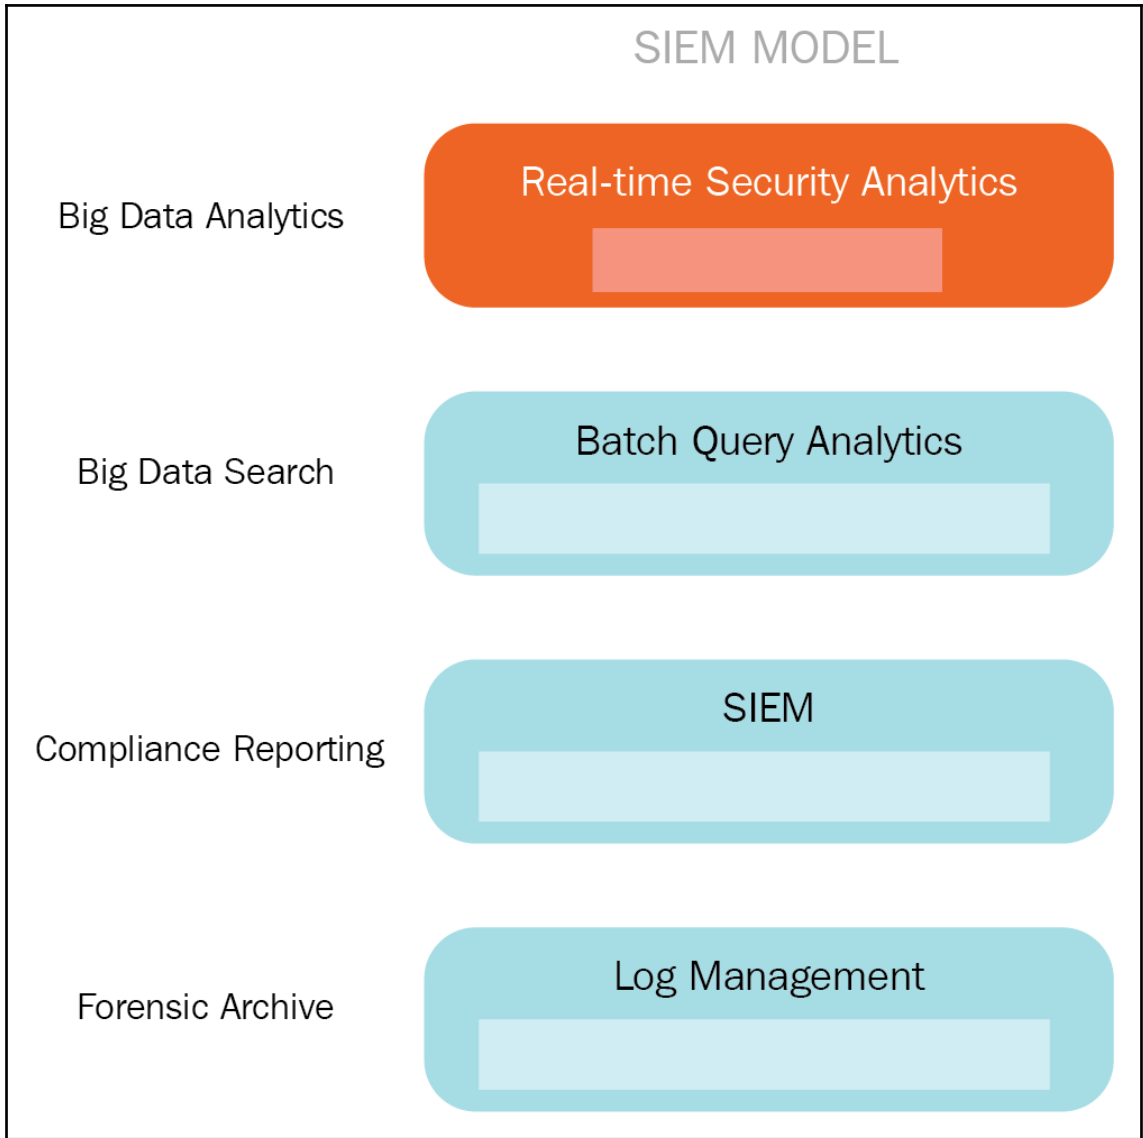 SIEM MODEL
Big Data Analytics
Real-time Security Analytics
Big Data Search
Batch Query Analytics
Compliance Reporting
SIEM
Forensic Archive
Log Management